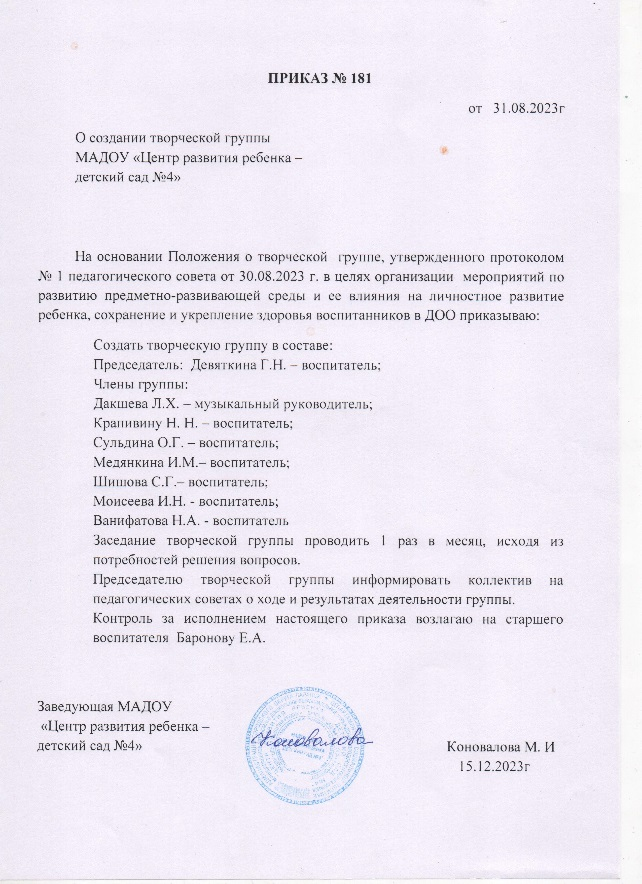 ПРИКАЗ № 181
от 31.08.2023г
О создании творческой группы
МАДОУ «Центр развития ребенка –
детский сад №4»
На основании Положения о творческой группе, утвержденного протоколом
№ 1 педагогического совета от 30.08.2023 г. в целях организации мероприятий по
развитию предметно-развивающей среды и ее влияния на личностное развитие
ребенка, сохранение и укрепление здоровья воспитанников в ДОО приказываю:
Создать творческую группу в составе:
Председатель: Девяткина Г.Н. – воспитатель;
Члены группы:
Дакшева Л.Х. – музыкальный руководитель;
Крапивину Н. Н. – воспитатель;
Сульдина О.Г. – воспитатель;
Медянкина И.М.– воспитатель;
Шишова С.Г.– воспитатель;
Моисеева И.Н. - воспитатель;
Ванифатова Н.А. - воспитатель
Заседание творческой группы проводить 1 раз в месяц, исходя из
потребностей решения вопросов.
Председателю творческой группы информировать коллектив на
педагогических советах о ходе и результатах деятельности группы.
Контроль за исполнением настоящего приказа возлагаю на старшего
воспитателя Баронову Е.А.
Заведующая МАДОУ
«Центр развития ребенка –
детский сад №4»
Коновалова
Коновалова М. И
15.12.2023г